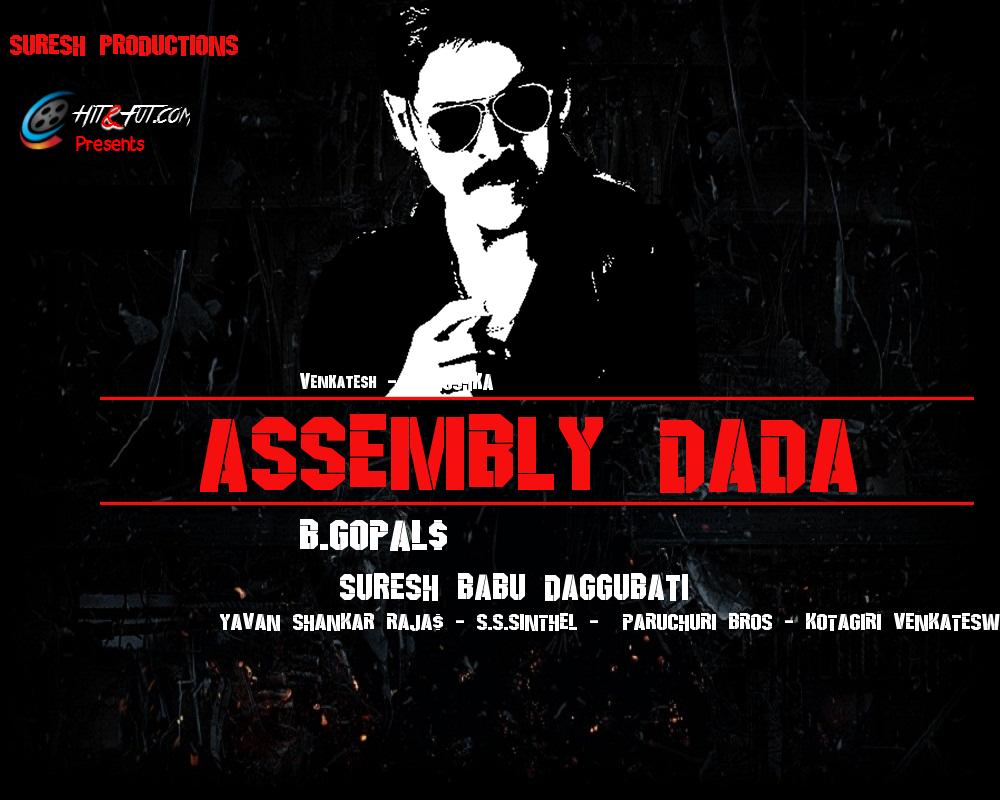 SURESH PRODUCTIONS
HIT&FUT.COM
Presents
VENKATESH -
ASSEMBLY DADA
B.GOPAL$
SURESH BABU DAGGUBATI
YAVAN SHANKAR RAJA$ - S.S.SINTHEL - PARUCHURI BROS - KOTAGIRI VENKATESW